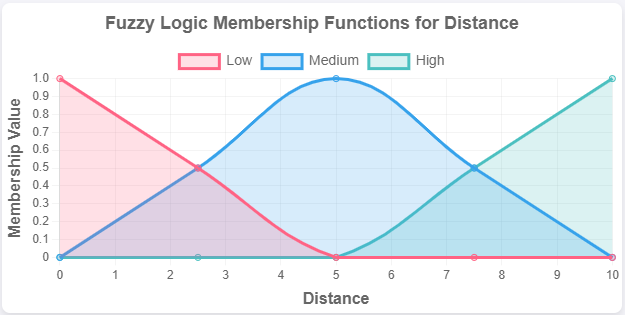 Fuzzy Logic Membership Functions for Distance
Low Medium High
Membership Value
1.0
0.9
0.8
0.7
0.6
0.5
0.4
0.3
0.2
0.1
0
0 1 2 3 4 5 6 7 8 9 10
Distance